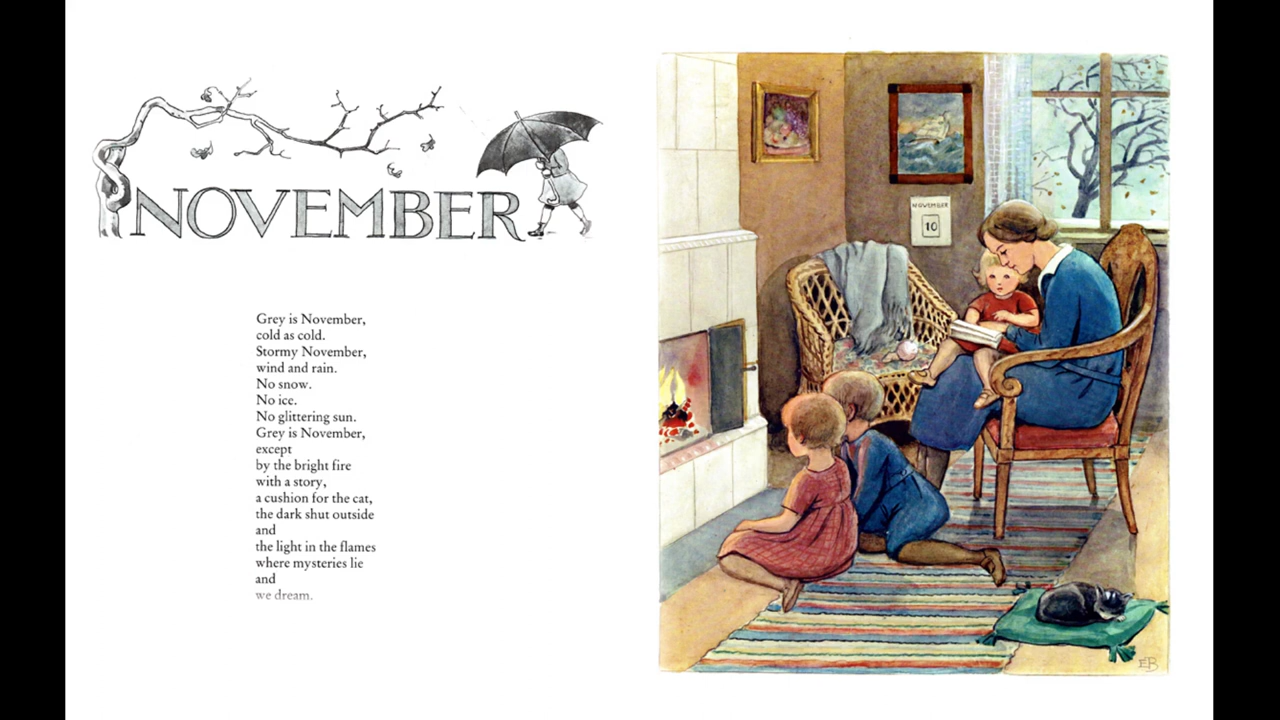 NOVEMBER
Grey is November,
cold as cold.
Stormy November,
wind and rain.
No snow.
No ice.
No glittering sun.
Grey is November,
except
by the bright fire
with a story,
a cushion for the cat,
the dark shut outside
and
the light in the flames
where mysteries lie
and
we dream.
NOVEMBER
10
EB